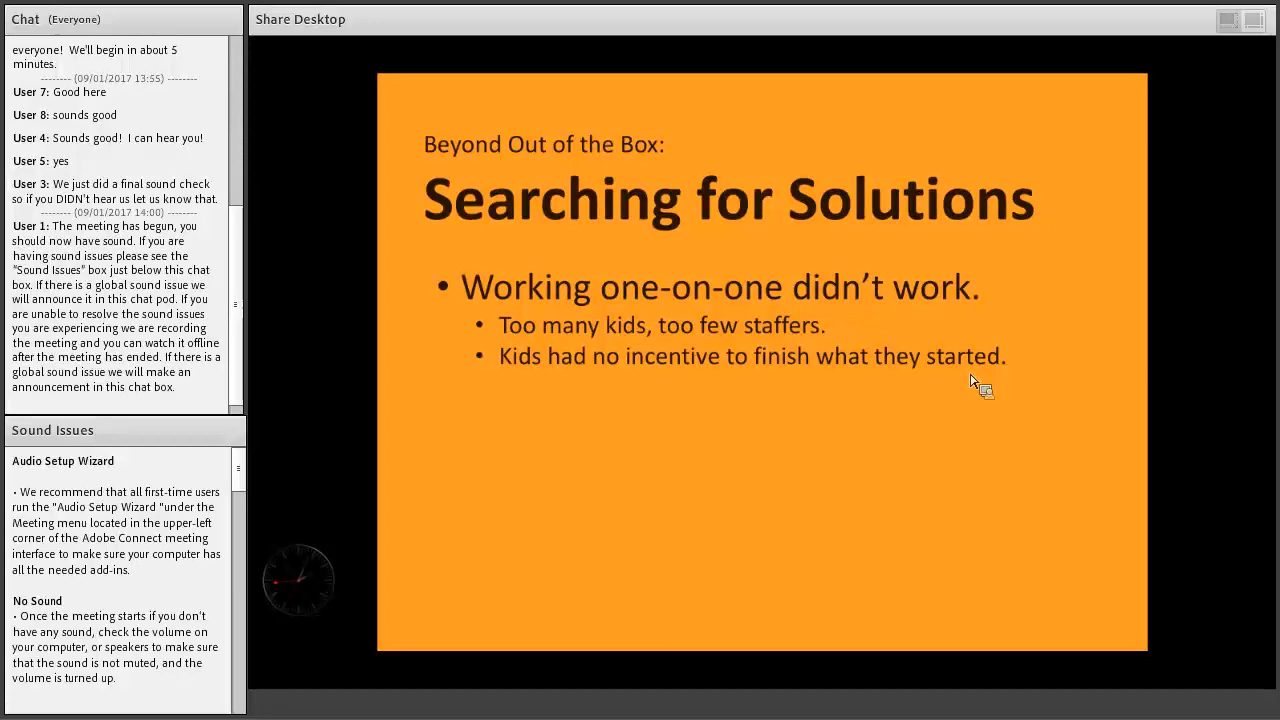 Chat (Everyone)
everyone! We'll begin in about 5
minutes.
-------- (09/01/2017 13:55) --------
User 7: Good here
User 8: sounds good
User 4: Sounds good! I can hear you!
User 5: yes
User 3: We just did a final sound check
so if you DIDN'T hear us let us know that.
-------- (09/01/2017 14:00) --------
User 1: The meeting has begun, you
should now have sound. If you are
having sound issues please see the
"Sound Issues" box just below this chat
box. If there is a global sound issue we
will announce it in this chat pod. If you
are unable to resolve the sound issues
you are experiencing we are recording
the meeting and you can watch it offline
after the meeting has ended. If there is a
global sound issue we will make an
announcement in this chat box.
Sound Issues
Audio Setup Wizard
• We recommend that all first-time users
run the "Audio Setup Wizard "under the
Meeting menu located in the upper-left
corner of the Adobe Connect meeting
interface to make sure your computer has
all the needed add-ins.
No Sound
• Once the meeting starts if you don't
have any sound, check the volume on
your computer, or speakers to make sure
that the sound is not muted, and the
volume is turned up.
Share Desktop
Beyond Out of the Box:
Searching for Solutions
• Working one-on-one didn’t work.
• Too many kids, too few staffers.
• Kids had no incentive to finish what they started.